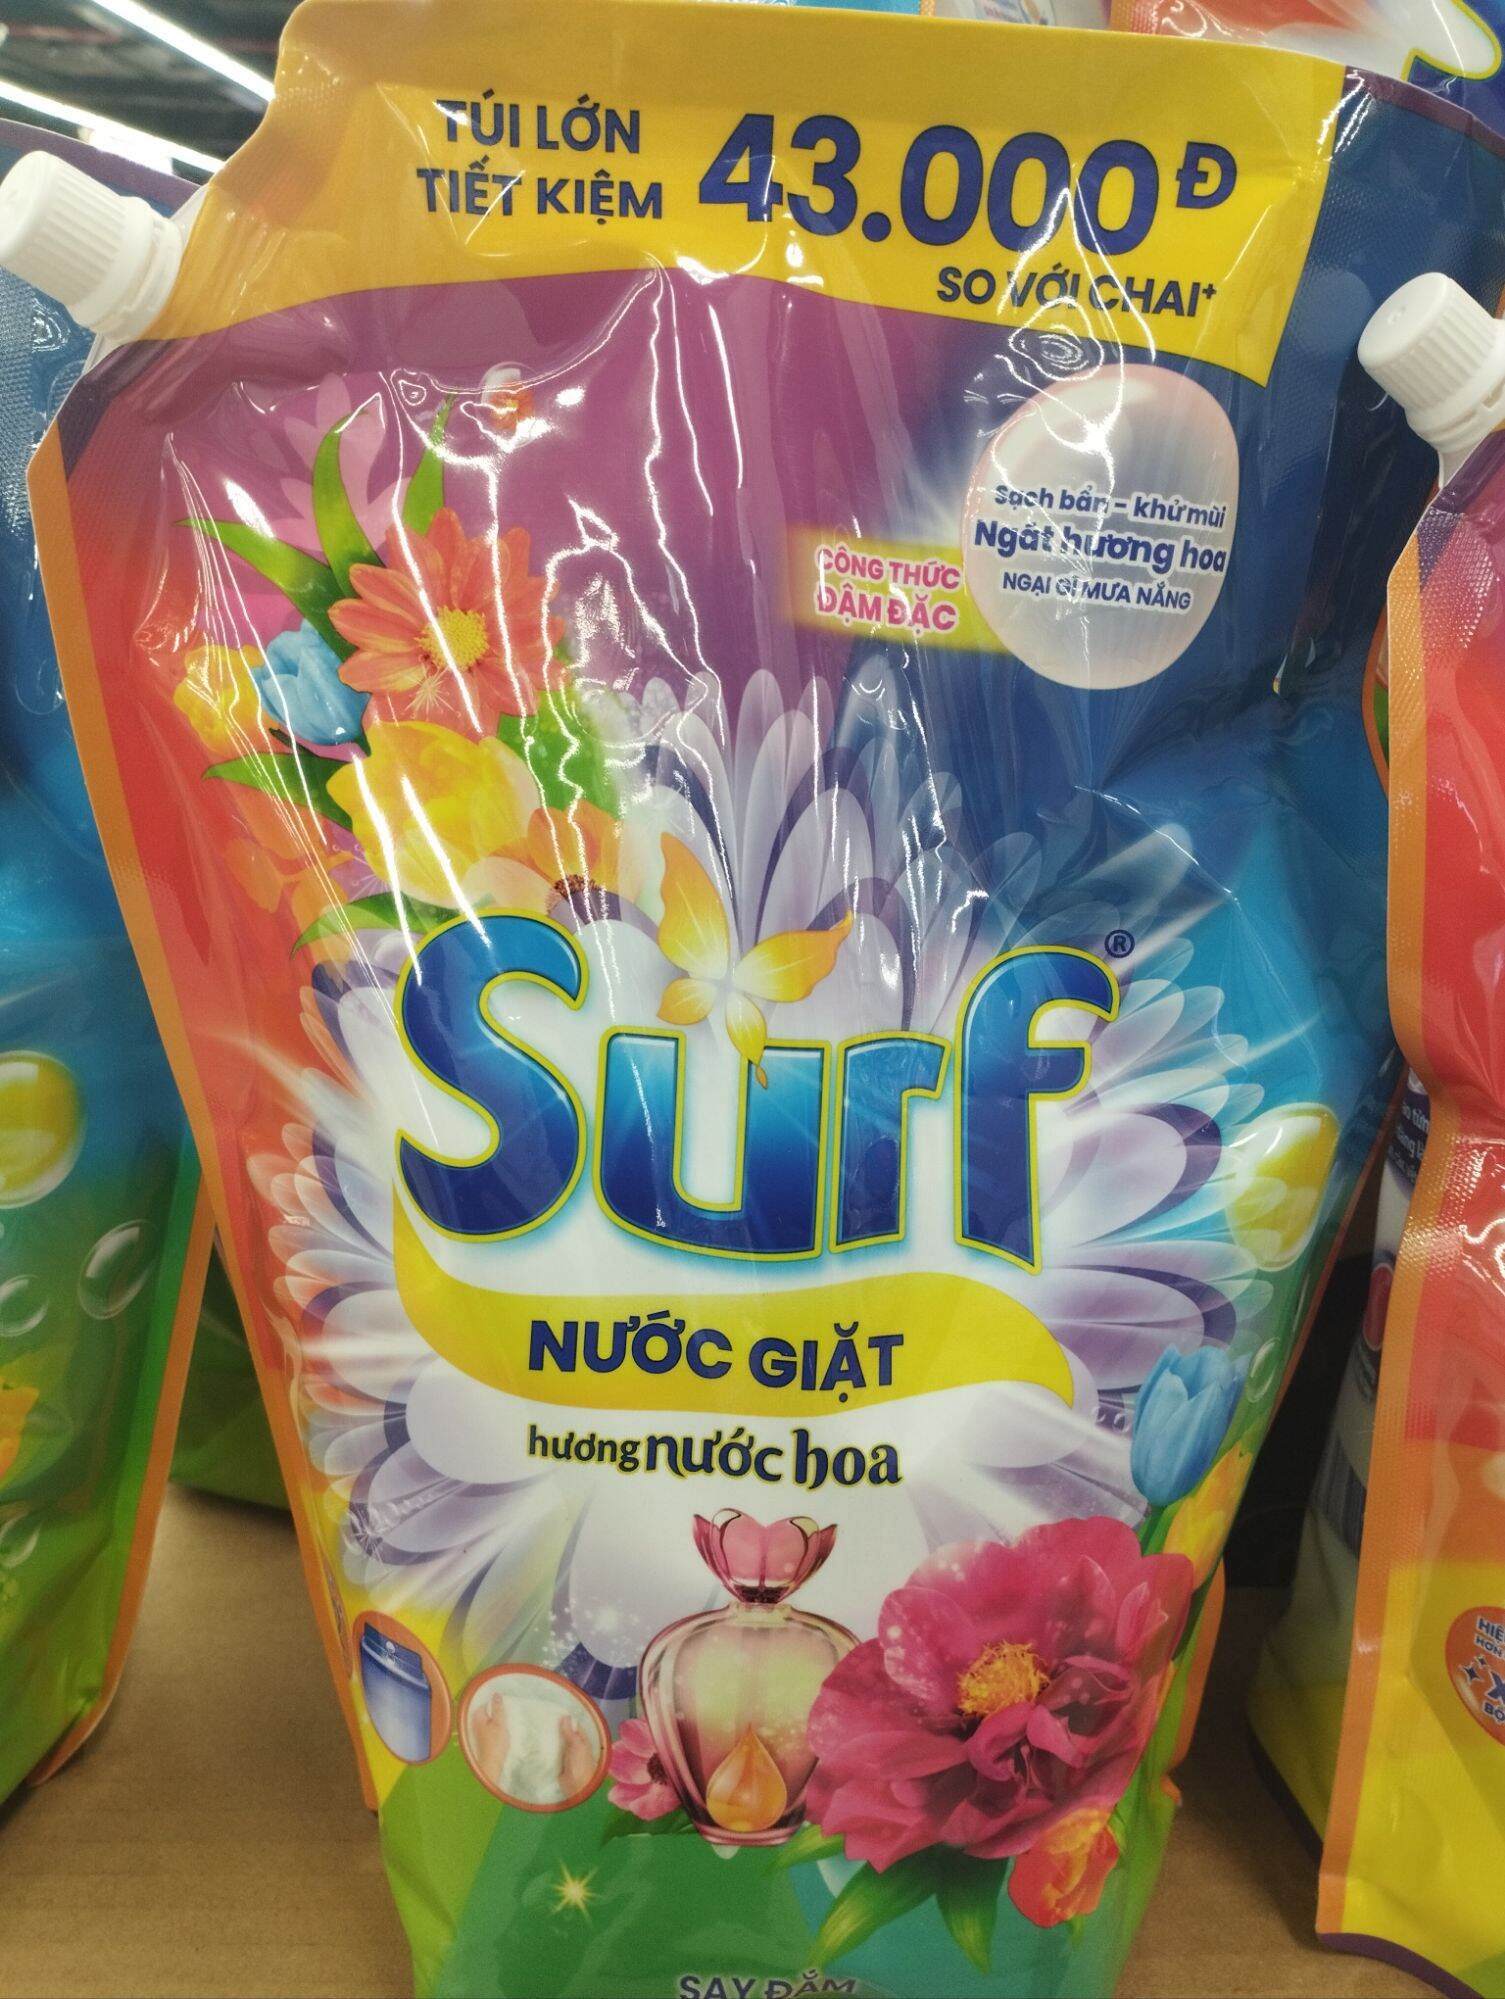 TÚI LỚN
TIẾT KIỆM
43.000Đ
SO VỚI CHAI+
Sạch bẩn - khử mùi
Ngát hương hoa
NGẠI GÌ MƯA NẮNG
CÔNG THỨC
ĐẬM ĐẶC
Surf®
NƯỚC GIẶT
hương nước hoa
SAY ĐẮM